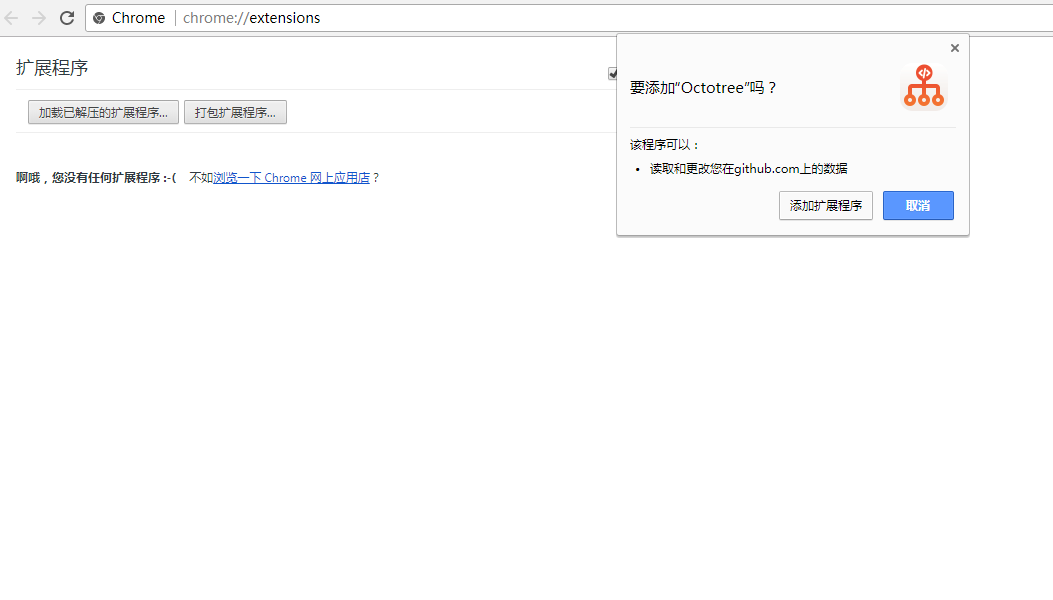 Chrome | chrome://extensions
扩展程序
要添加“Octotree”吗？
加载已解压的扩展程序... 打包扩展程序...
该程序可以：
• 读取和更改您在github.com上的数据
啊哦，您没有任何扩展程序 :-( 不如浏览一下 Chrome 网上应用店？
添加扩展程序 取消